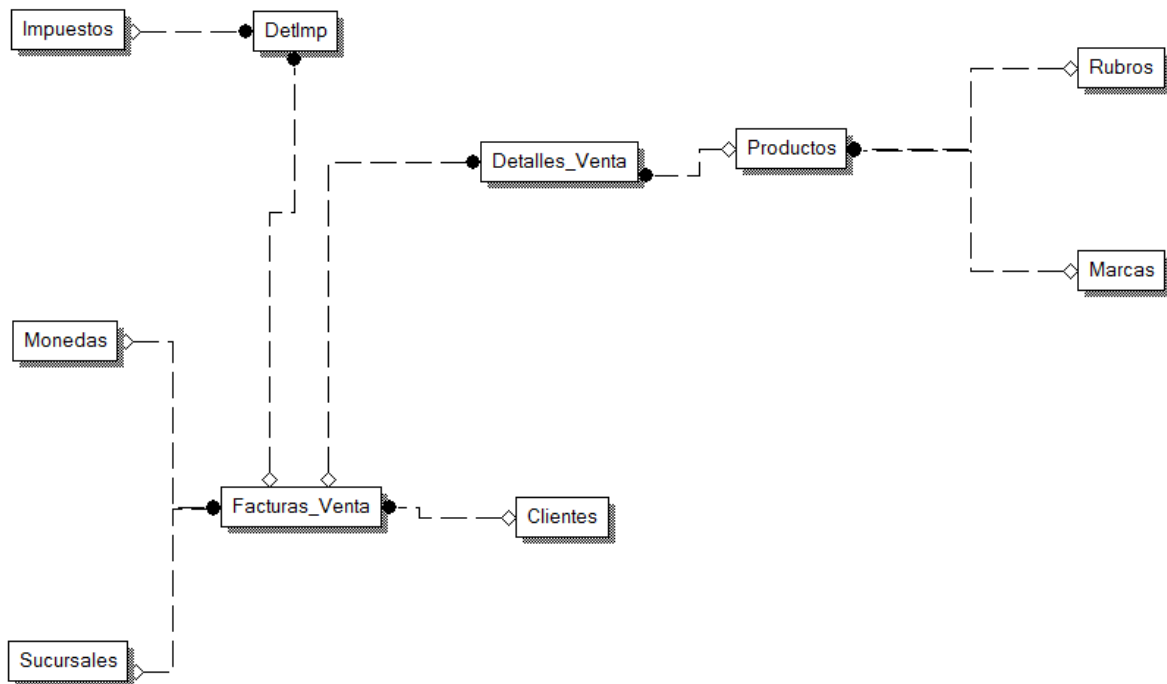 Impuestos
DetImp
Rubros
Detalles_Venta
Productos
Marcas
Monedas
Facturas_Venta
Clientes
Sucursales